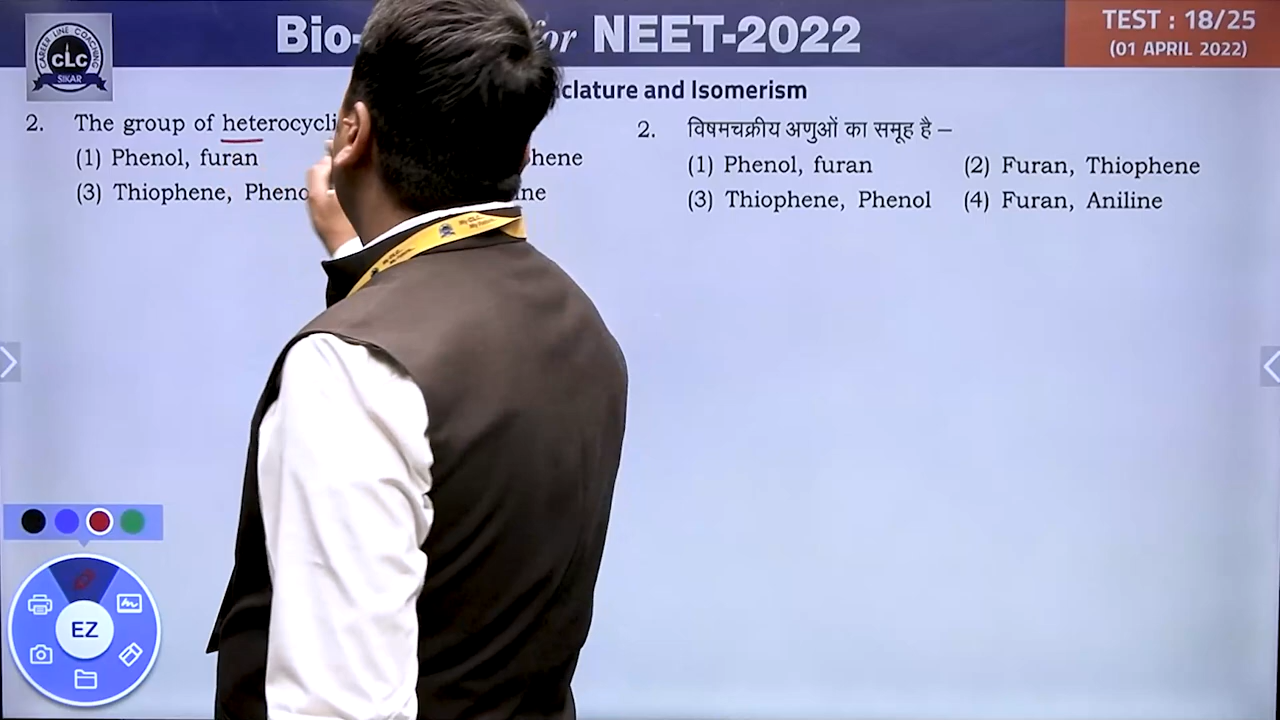 CAREER LINE COACHING
CLC
SIKAR
Bio- for NEET-2022
TEST : 18/25
(01 APRIL 2022)
clature and Isomerism
2. The group of heterocycli
(1) Phenol, furan hene
(3) Thiophene, Pheno ine
2. विषमचक्रीय अणुओं का समूह है –
(1) Phenol, furan (2) Furan, Thiophene
(3) Thiophene, Phenol (4) Furan, Aniline
EZ